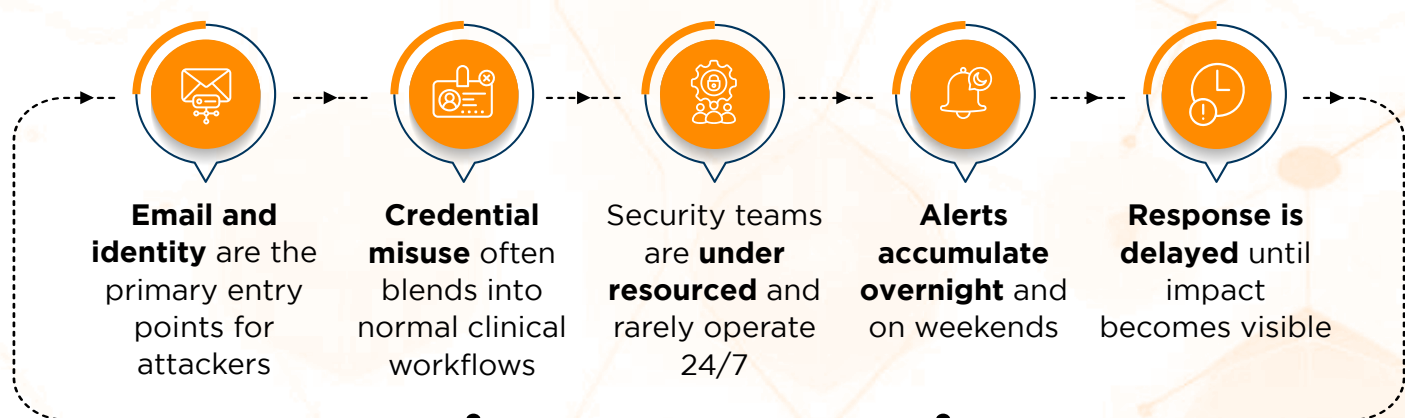 Email and
identity are the
primary entry
points for
attackers
Credential
misuse often
blends into
normal clinical
workflows
Security teams
are under
resourced and
rarely operate
24/7
Alerts
accumulate
overnight and
on weekends
Response is
delayed until
impact
becomes visible